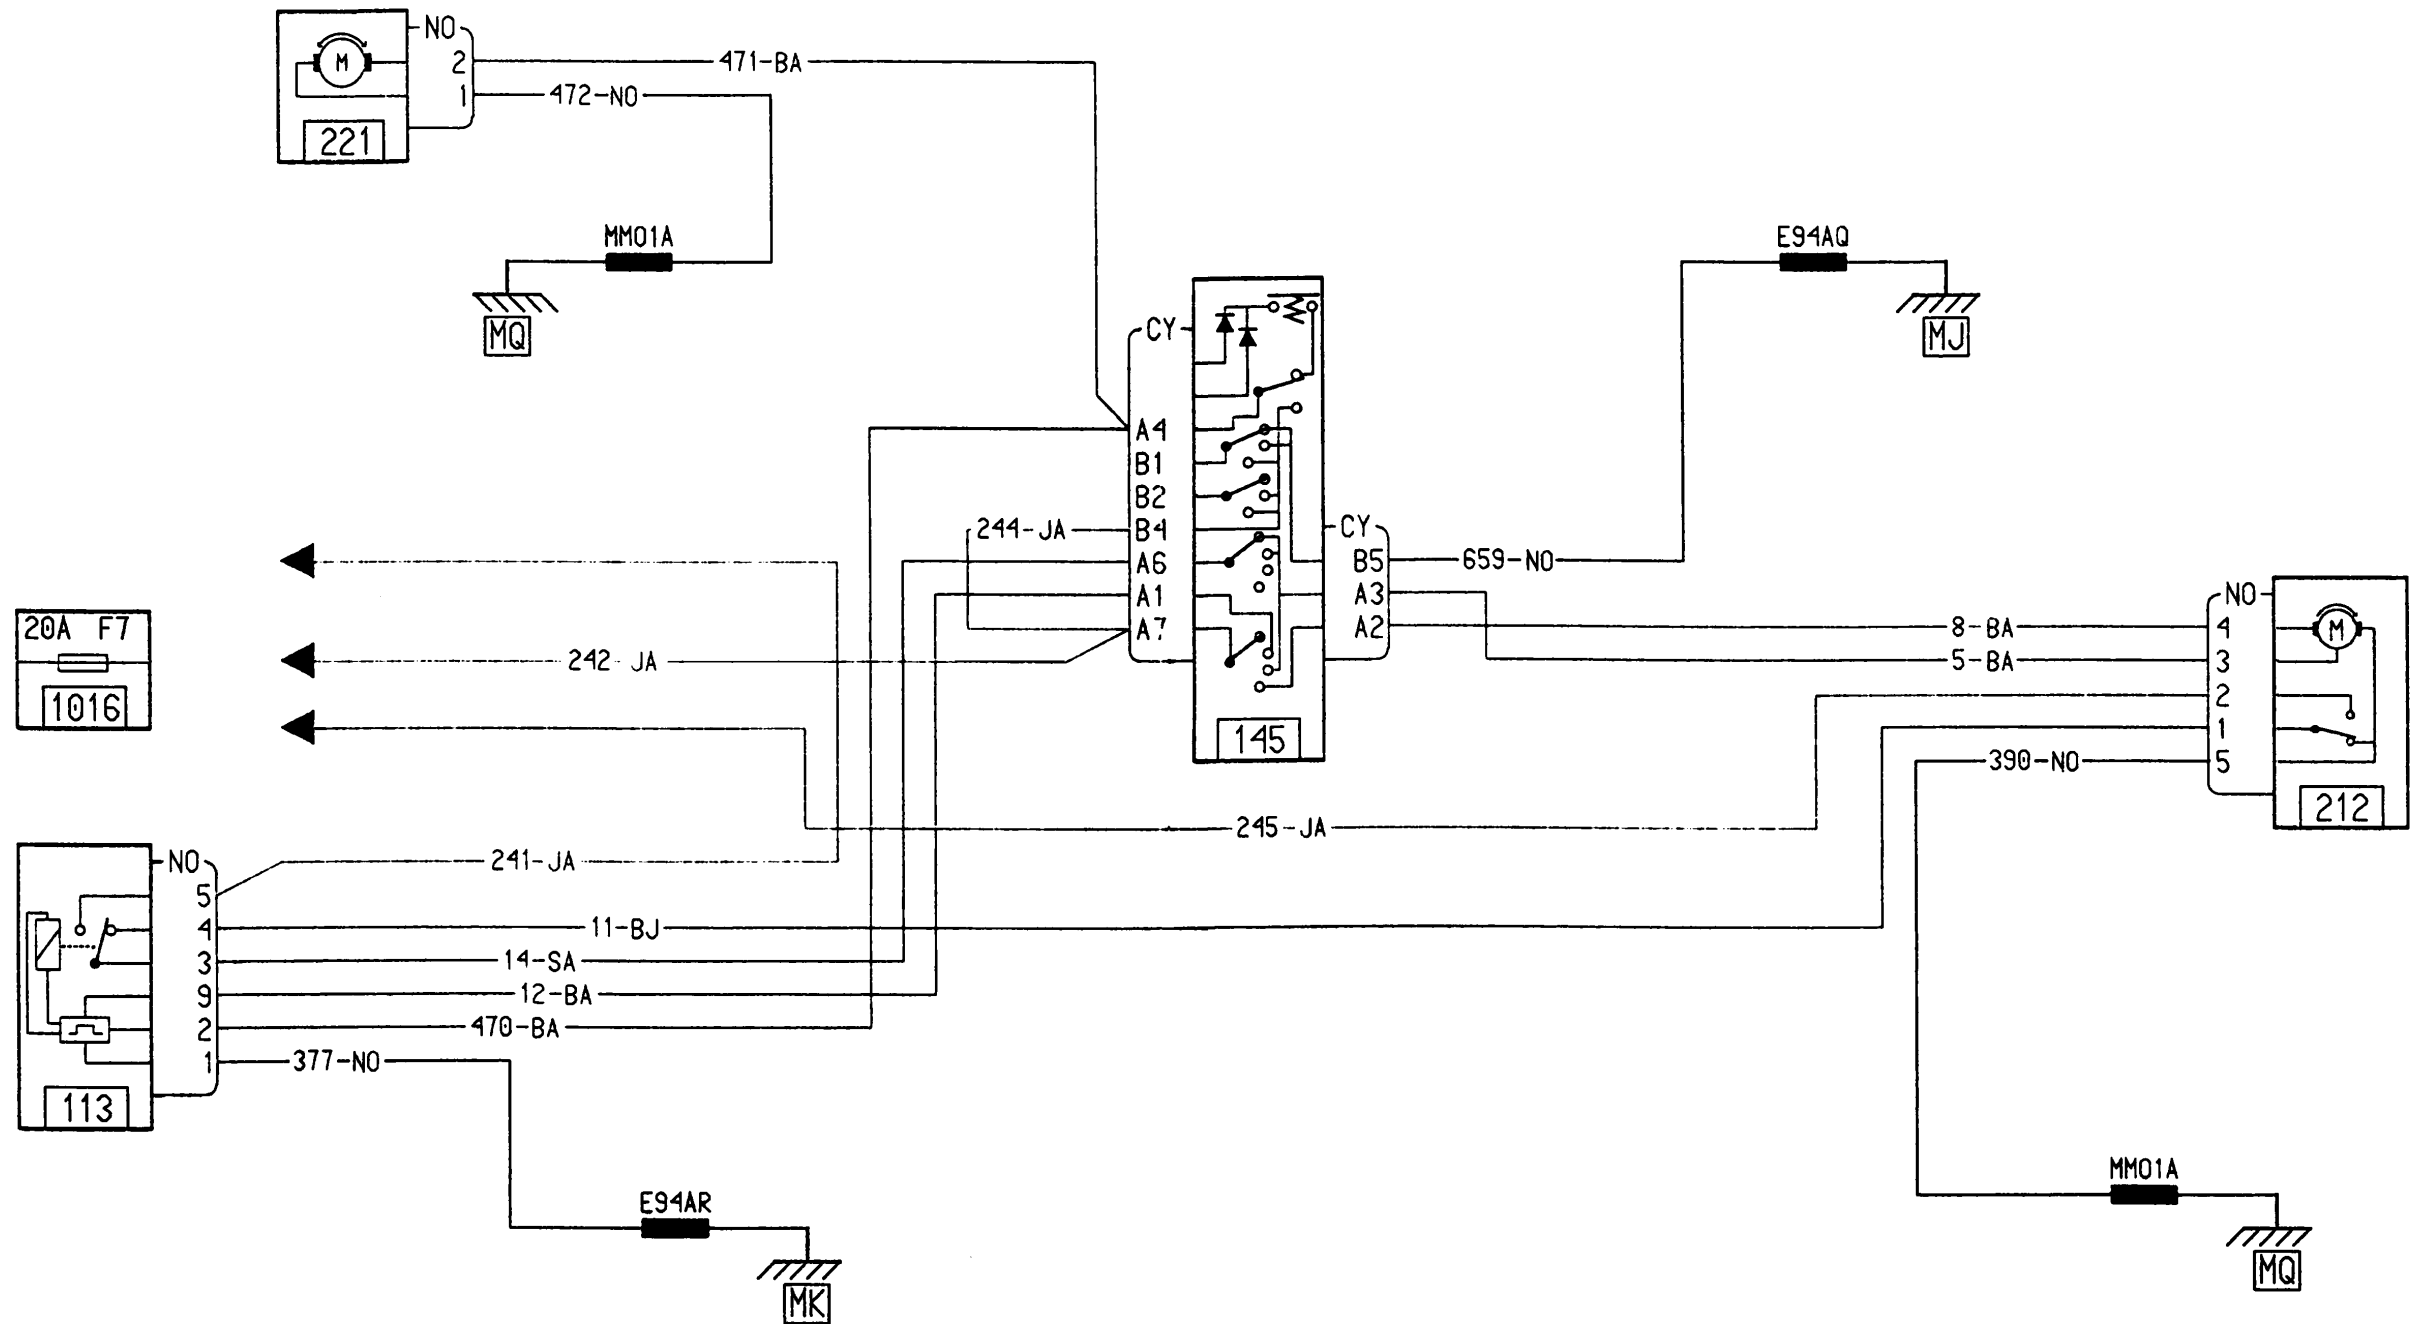 NO
M
2
471-BA
1
472-NO
221
MM01A
MQ
E94AQ
MJ
CY
A4
B1
B2
244-JA
B4
A6
A1
A7
CY
B5
659-NO
A3
A2
145
20A F7
1016
242 JA
NO
M
8-BA
4
5-BA
3
2
1
390-NO
5
212
245-JA
NO
241-JA
5
4
11-BJ
3
14-SA
9
12-BA
2
470-BA
1
377-NO
113
E94AR
MK
MM01A
MQ